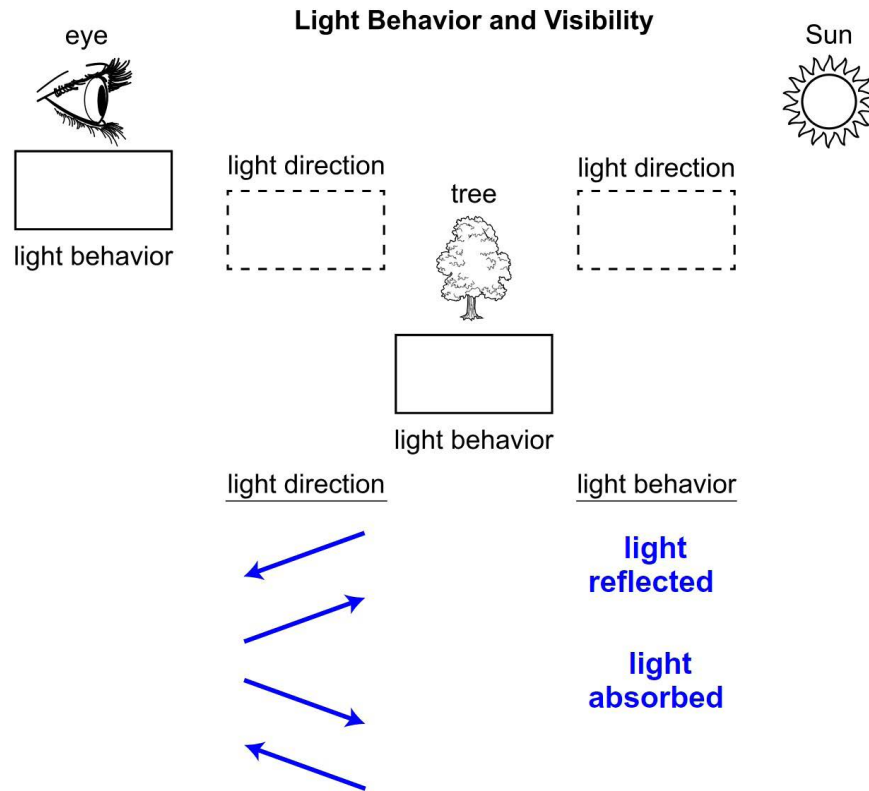 Light Behavior and Visibility
eye
Sun
light direction
light direction
tree
light behavior
light behavior
light direction
light behavior
light
reflected
light
absorbed